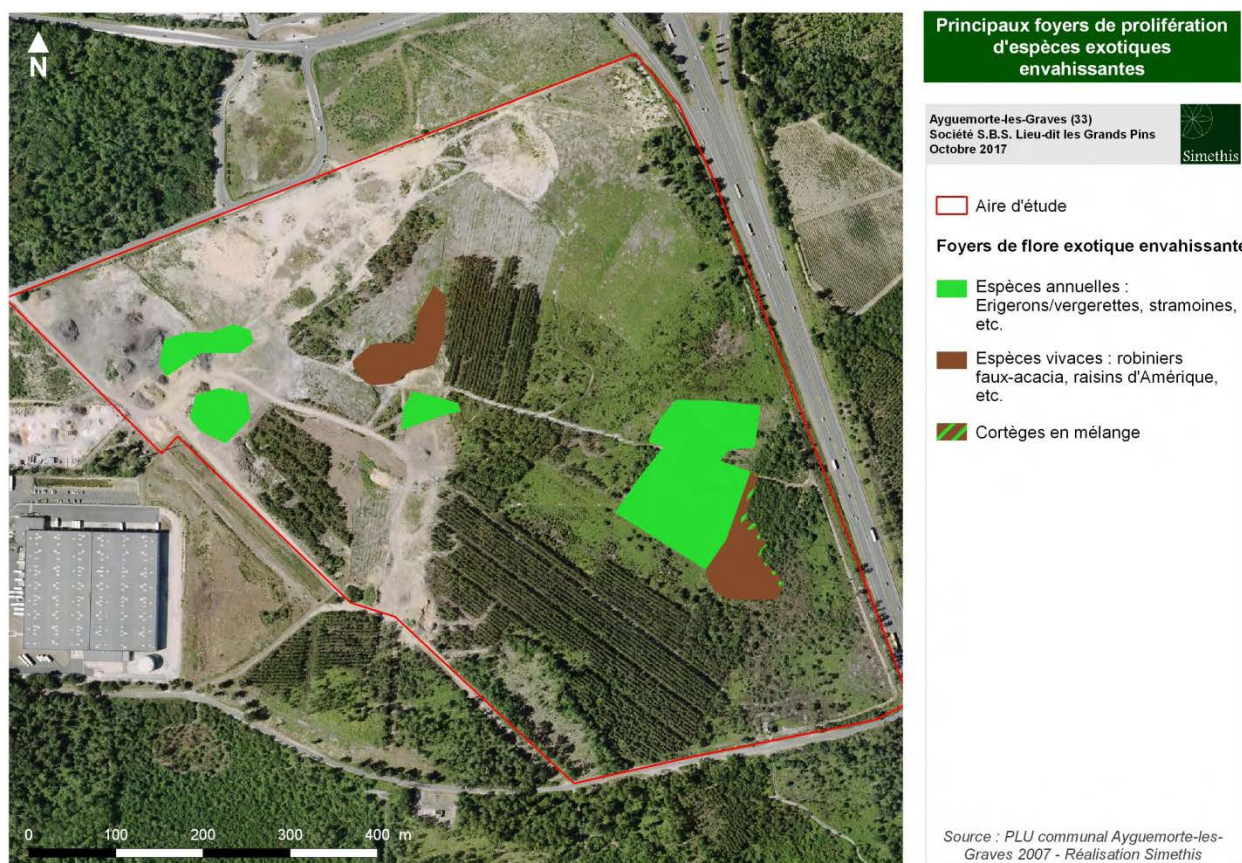 N
Principaux foyers de prolifération
d'espèces exotiques
envahissantes
Ayguemorte-les-Graves (33)
Société S.B.S. Lieu-dit les Grands Pins
Octobre 2017
Simethis
Aire d'étude
Foyers de flore exotique envahissante
Espèces annuelles :
Erigerons/vergerettes, stramoines,
etc.
Espèces vivaces : robiniers
faux-acacia, raisins d'Amérique,
etc.
Cortèges en mélange
0 100 200 300 400 m
Source : PLU communal Ayguemorte-les-
Graves 2007 - Réalisation Simethis